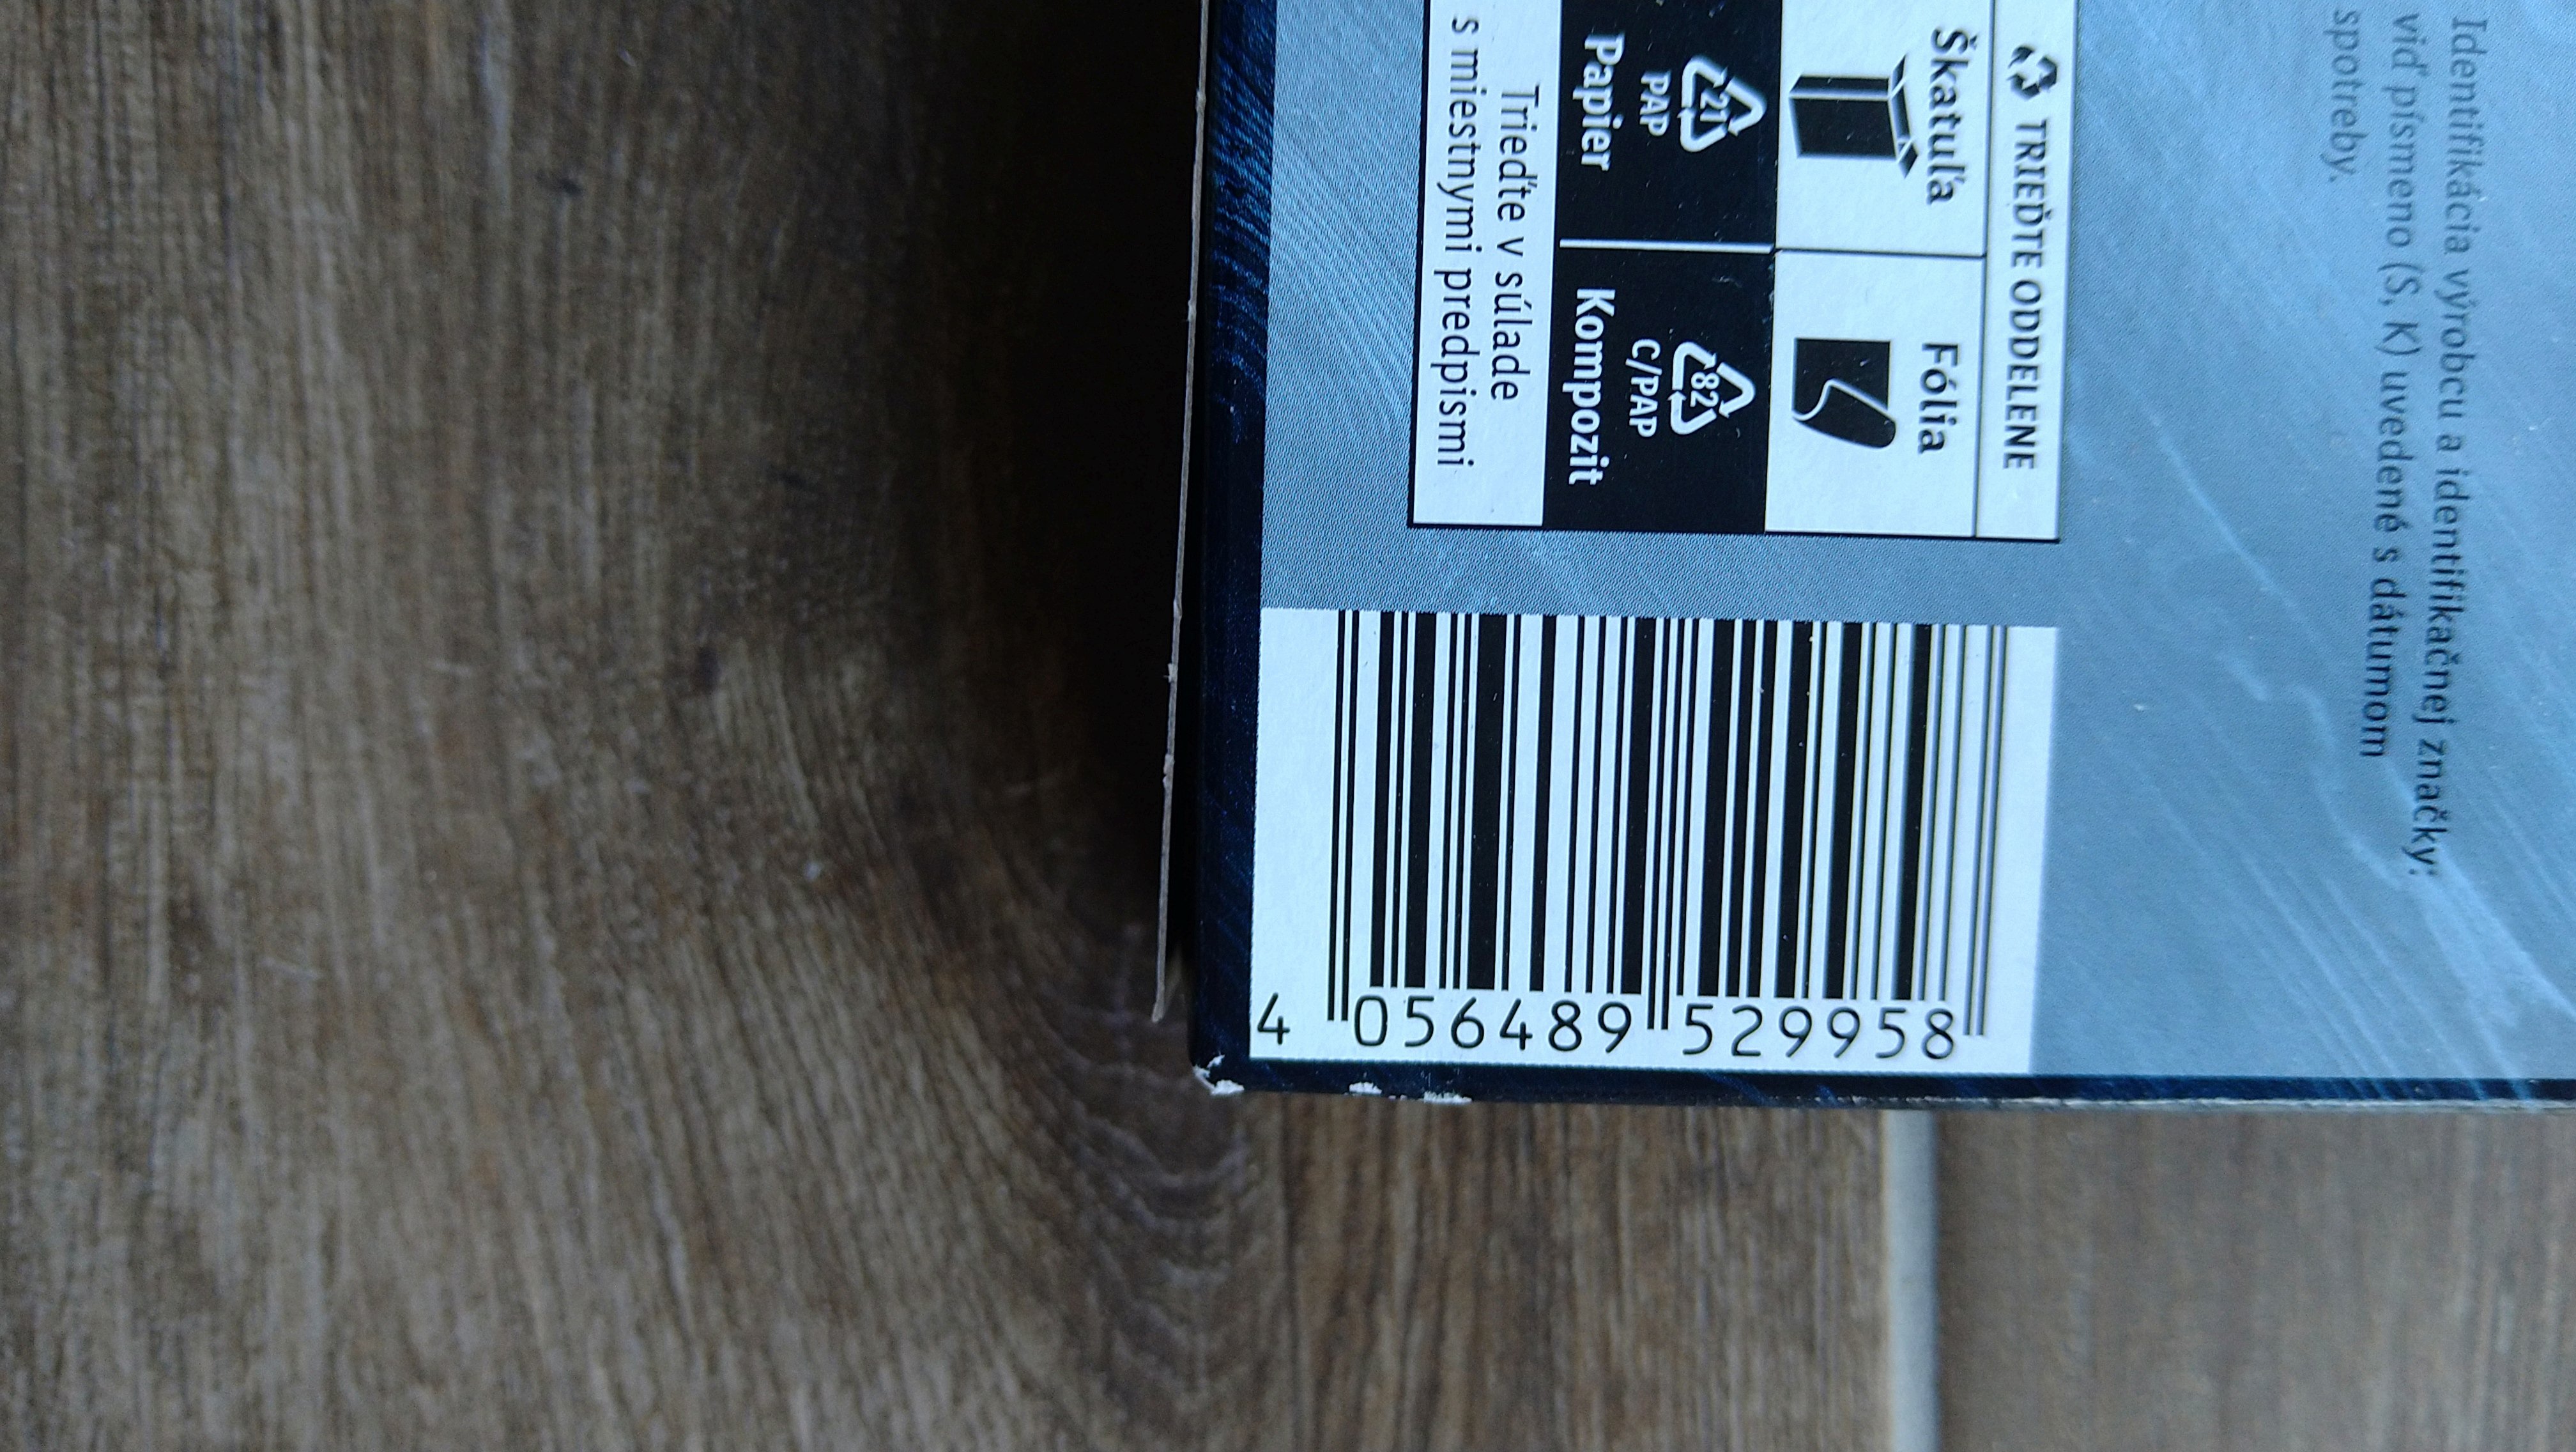 Identifikácia výrobcu a identifikačnej značky:
viď písmeno (S, K) uvedené s dátumom
spotreby.
TRIEĎTE ODDELENE
Škatuľa
Fólia
21
PAP
Papier
82
C/PAP
Kompozit
Trieďte v súlade
s miestnymi predpismi
4 056489 529958